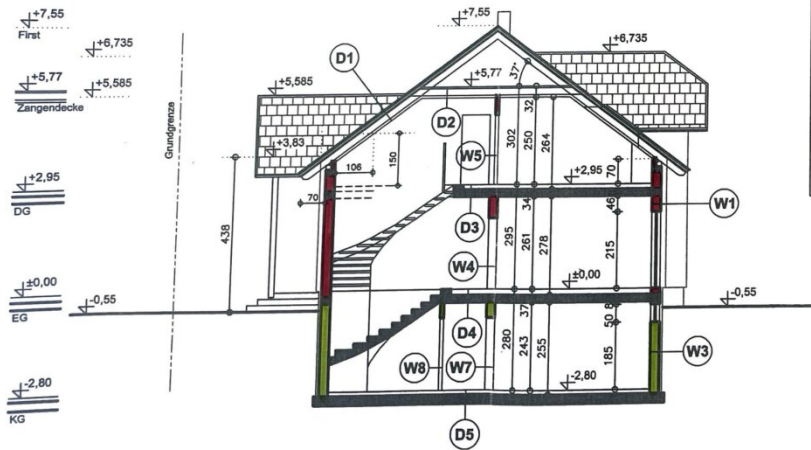 +7,55
First
+6,735
+5,77
Zangendecke
+5,585
+2,95
DG
±0,00
EG
-0,55
-2,80
KG
Grundgrenze
+7,55
+6,735
D1
37°
+5,585
+5,77
D2
32
+3,83
150
302
250
264
106
W5
70
+2,95
70
438
D3
34
46
W1
295
261
278
215
W4
±0,00
-0,55
37
8
50
D4
280
243
255
185
W8
W7
W3
-2,80
D5